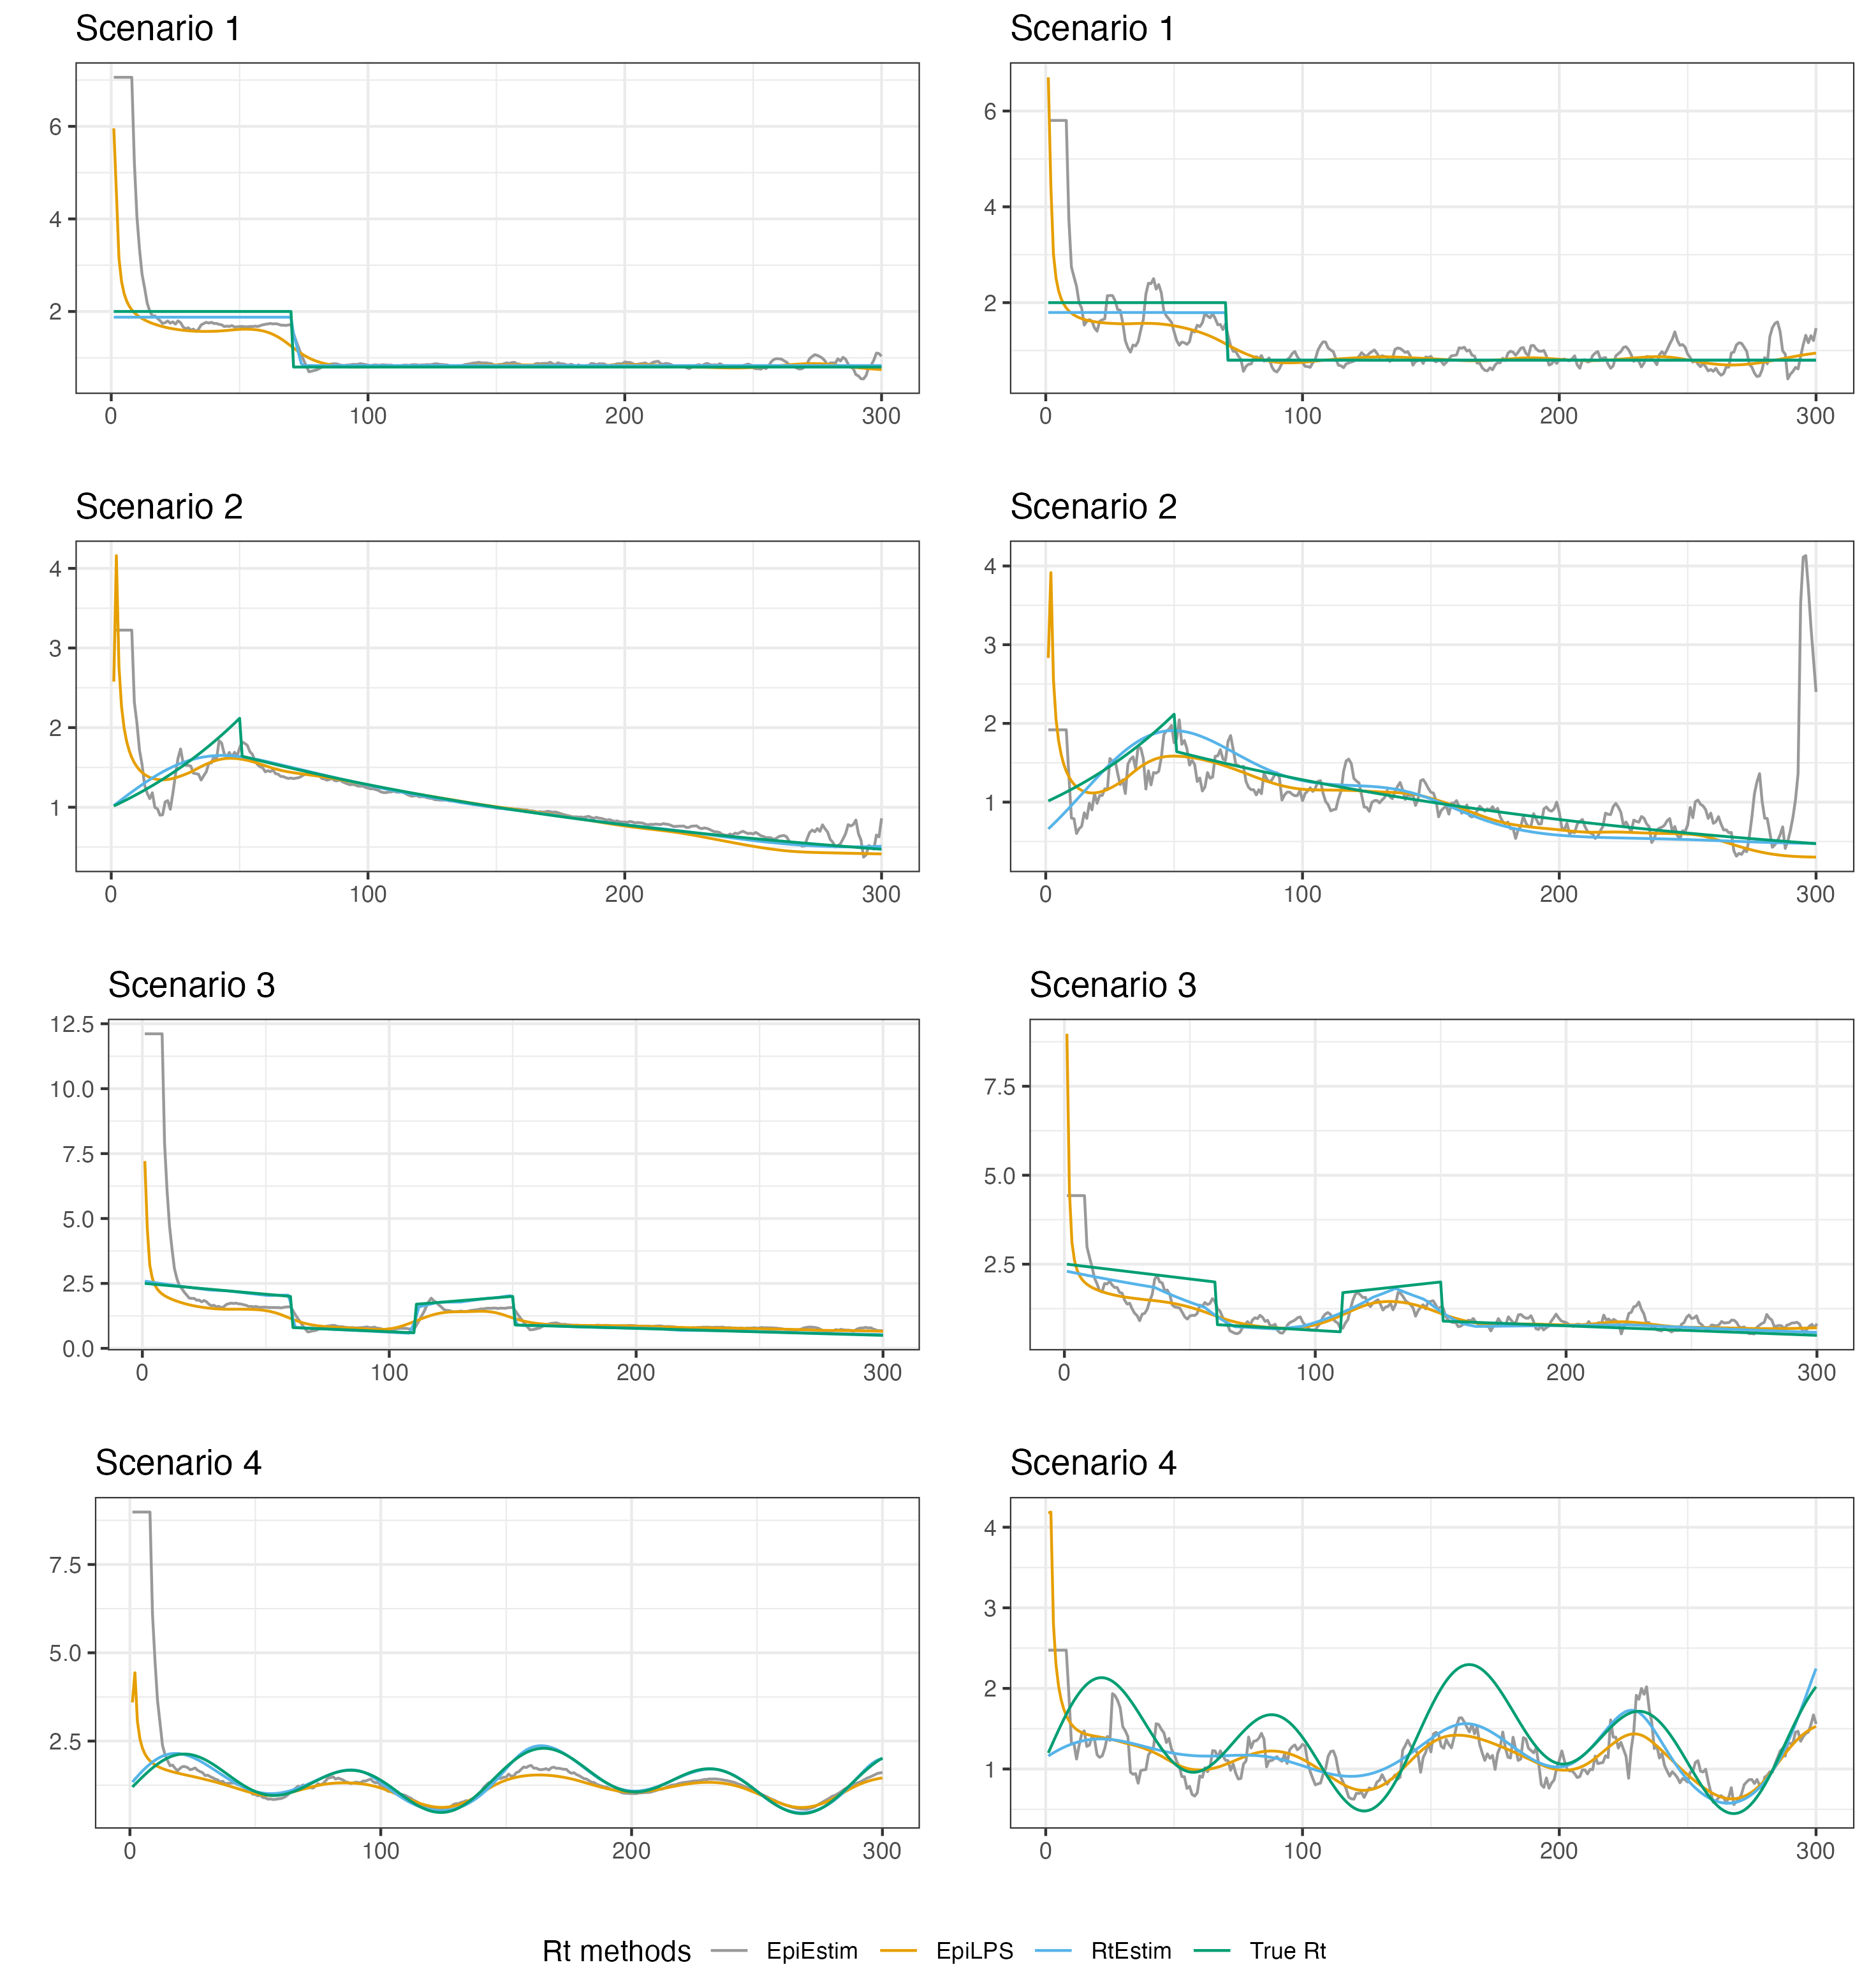 Scenario 1 Scenario 1
6 6
4 4
2 2
0 100 200 300 0 100 200 300
Scenario 2 Scenario 2
4 4
3 3
2 2
1 1
0 100 200 300 0 100 200 300
Scenario 3 Scenario 3
12.5
10.0
7.5 7.5
5.0 5.0
2.5 2.5
0.0
0 100 200 300 0 100 200 300
Scenario 4 Scenario 4
4
7.5
3
5.0
2
2.5
1
0 100 200 300 0 100 200 300
Rt methods EpiEstim EpiLPS RtEstim True Rt